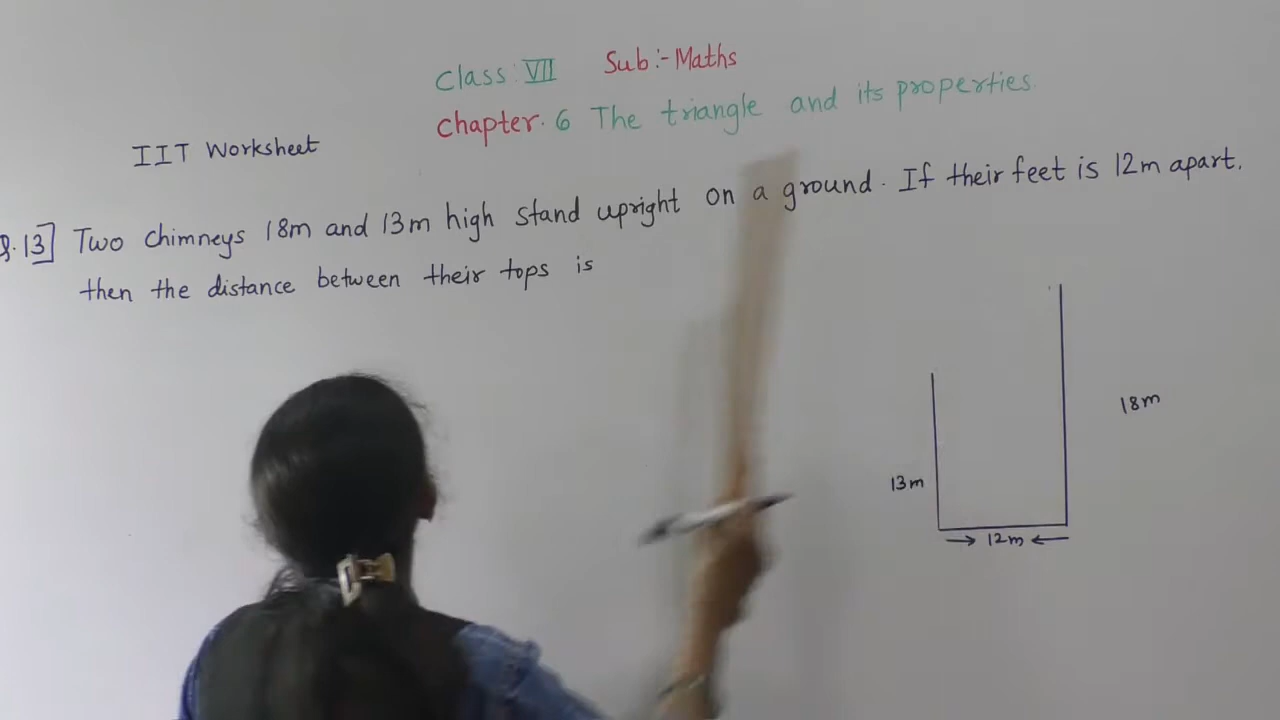 Class: VII Sub:- Maths
Chapter. 6 The triangle and its properties.
IIT Worksheet
Q.13] Two chimneys 18m and 13m high stand upright on a ground. If their feet is 12m apart.
then the distance between their tops is
18m
13m
12m